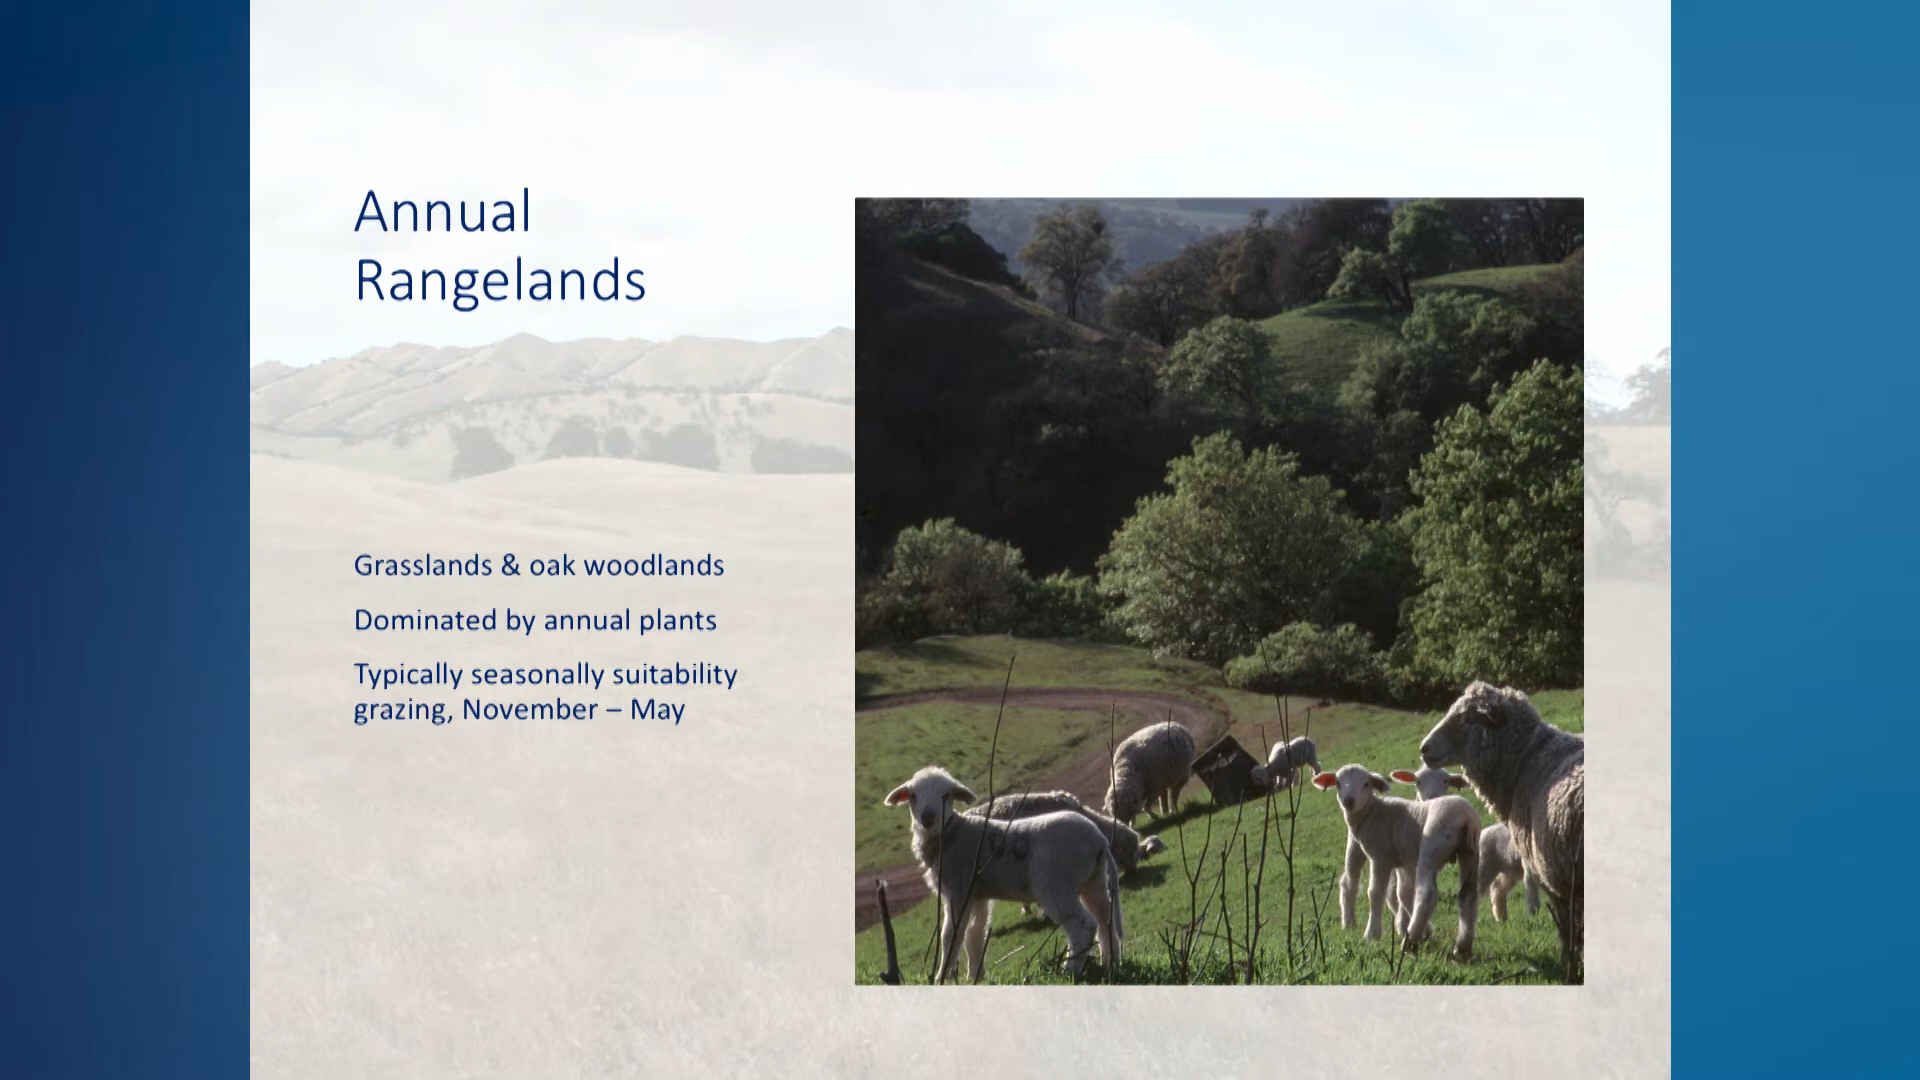 Annual
Rangelands
Grasslands & oak woodlands
Dominated by annual plants
Typically seasonally suitability
grazing, November – May